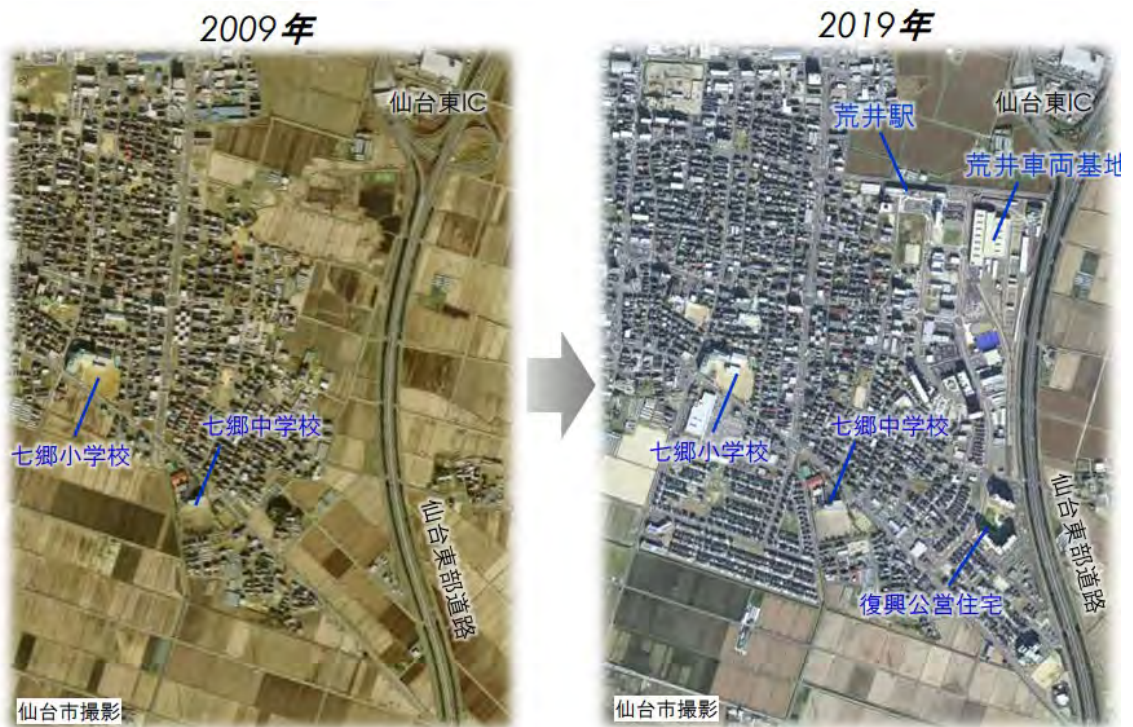 2009年
仙台東IC
七郷中学校
七郷小学校
仙台東部道路
仙台市撮影
2019年
仙台東IC
荒井駅
荒井車両基地
七郷中学校
七郷小学校
仙台東部道路
復興公営住宅
仙台市撮影